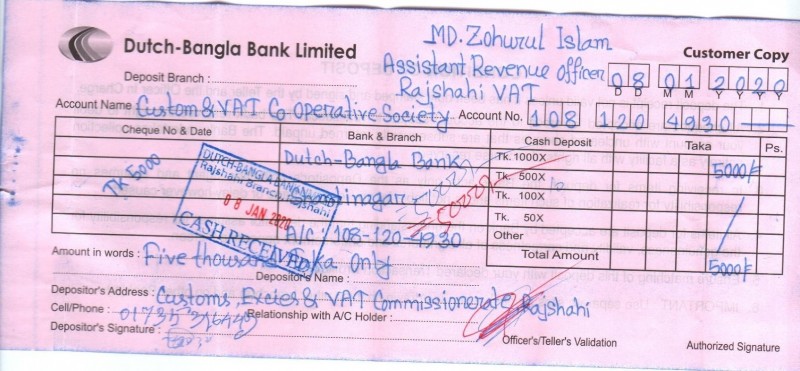 Dutch-Bangla Bank Limited
MD. Zohurul Islam
Assistant Revenue Officer
Rajshahi VAT
Customer Copy
Deposit Branch :
08 01 2020
D D M M Y Y Y Y
Account Name : Custom & VAT Co operative Society
Account No. 108 120 4930
Cheque No & Date Bank & Branch Cash Deposit Taka Ps.
TK 5000
Dutch-Bangla Bank
Shantinagar
A/C: 108-120-4930
Tk. 1000X 5000/-
Tk. 500X
Tk. 100X
Tk. 50X
Other
Total Amount 5000/-
DUTCH-BANGLA BANK LIMITED
Rajshahi Branch, Rajshahi
08 JAN 2020
CASH RECEIVED
Amount in words : Five thousand Taka Only
Depositor's Name :
Depositor's Address : Customs, Excies & VAT Commissionerate, Rajshahi
Cell/Phone :
Relationship with A/C Holder :
Depositor's Signature :
Officer's/Teller's Validation
Authorized Signature